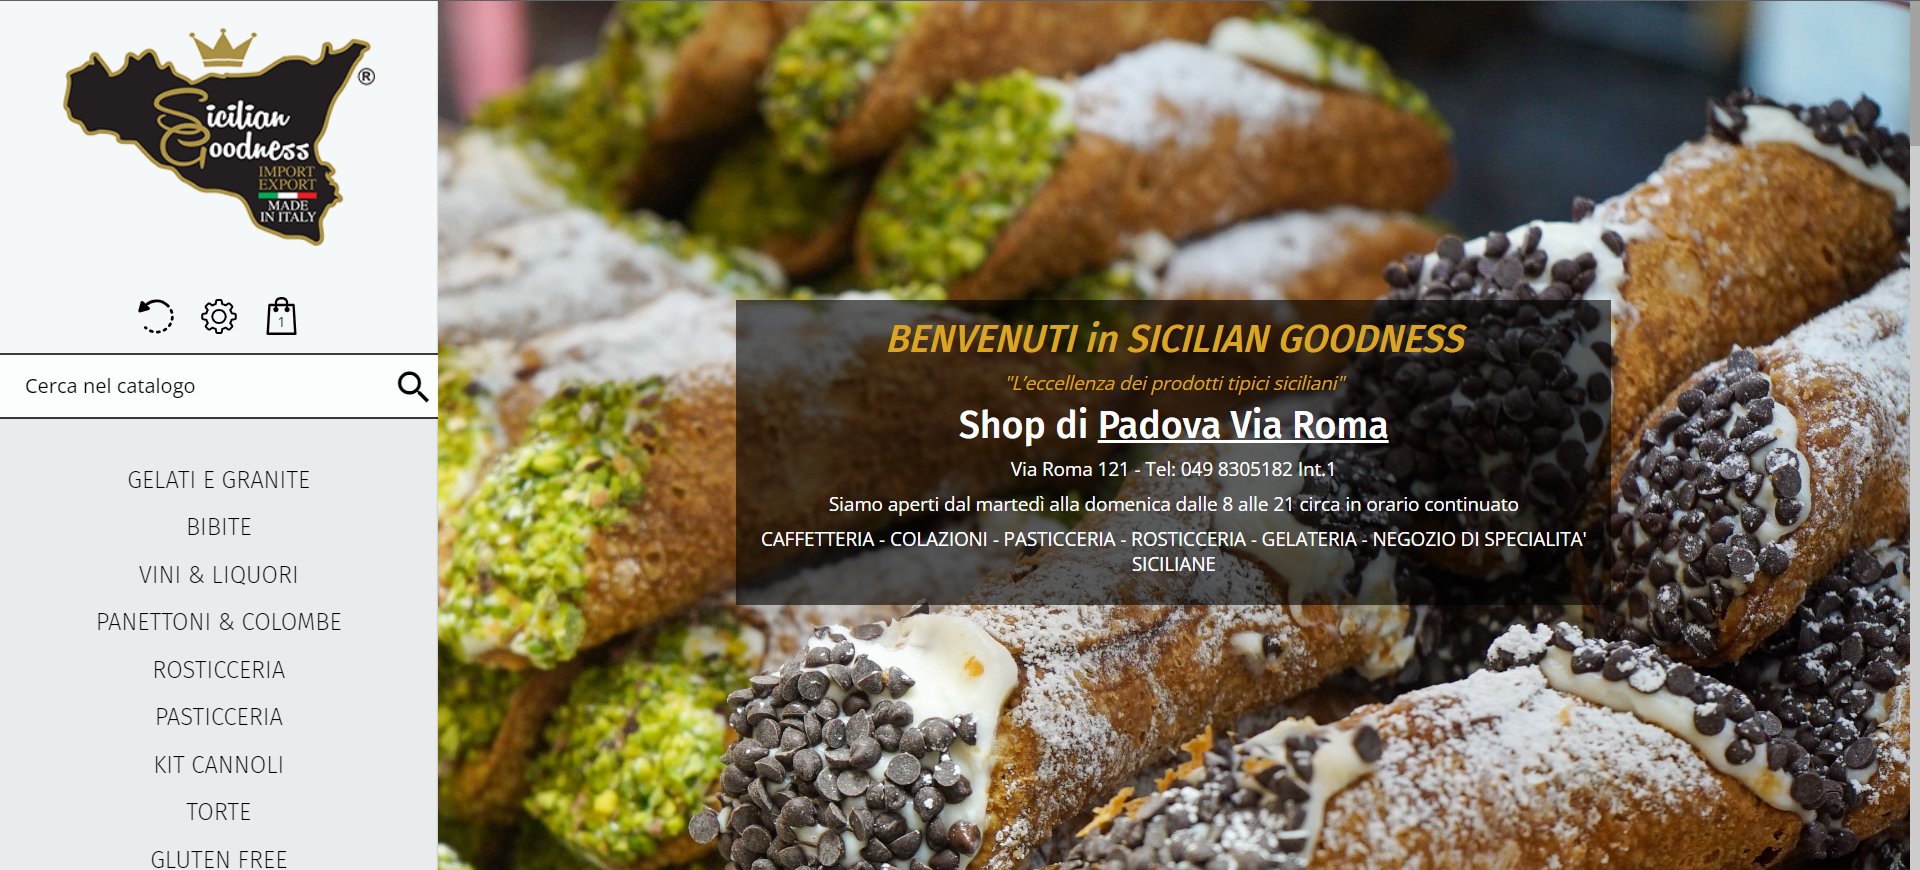 Sicilian
Goodness
®
IMPORT
EXPORT
MADE
IN ITALY
1
Cerca nel catalogo
GELATI E GRANITE
BIBITE
VINI & LIQUORI
PANETTONI & COLOMBE
ROSTICCERIA
PASTICCERIA
KIT CANNOLI
TORTE
GLUTEN FREE
BENVENUTI in SICILIAN GOODNESS
"L'eccellenza dei prodotti tipici siciliani"
Shop di Padova Via Roma
Via Roma 121 - Tel: 049 8305182 Int.1
Siamo aperti dal martedì alla domenica dalle 8 alle 21 circa in orario continuato
CAFFETTERIA - COLAZIONI - PASTICCERIA - ROSTICCERIA - GELATERIA - NEGOZIO DI SPECIALITA'
SICILIANE